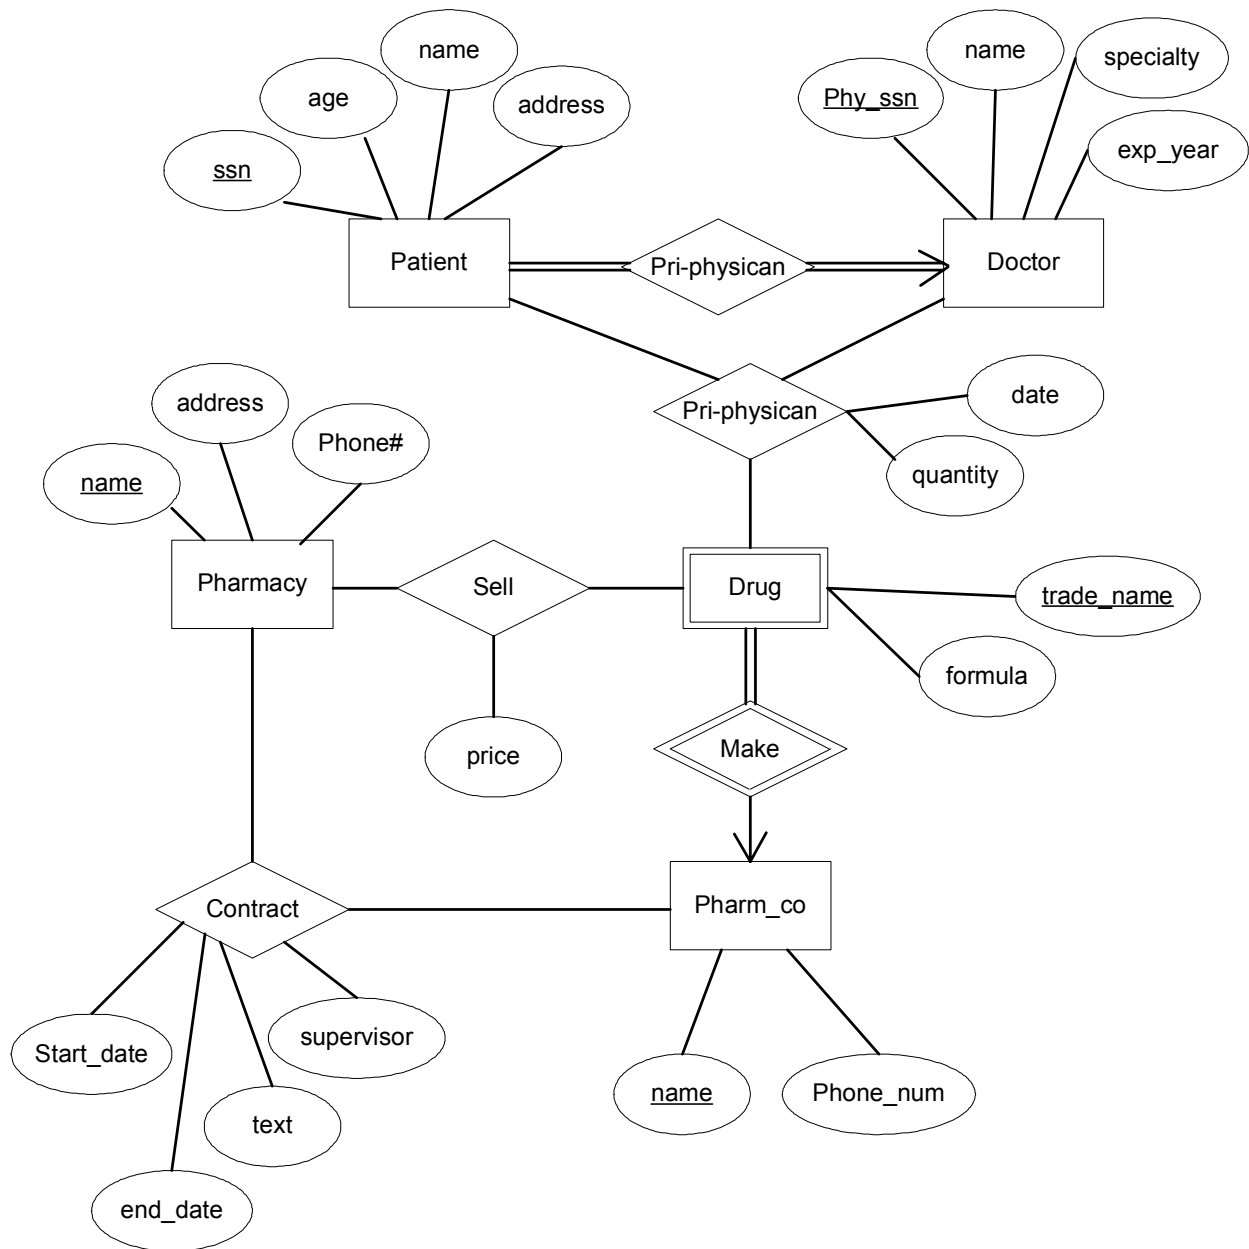 name
name
specialty
age
address
Phy_ssn
exp_year
ssn
Patient
Pri-physican
Doctor
address
Phone#
Pri-physican
date
name
quantity
Pharmacy
Sell
Drug
trade_name
formula
price
Make
Contract
Pharm_co
Start_date
supervisor
name
Phone_num
text
end_date